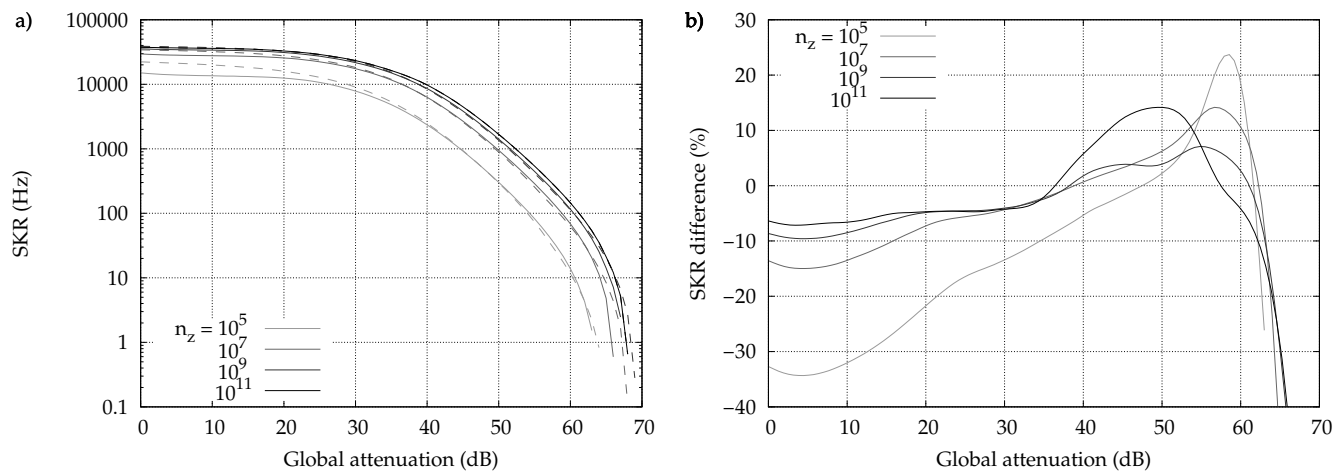 a)
100000
10000
1000
100
10
1
0.1
SKR (Hz)
n_z = 10^5
10^7
10^9
10^11
0 10 20 30 40 50 60 70
Global attenuation (dB)
b)
30
20
10
0
−10
−20
−30
−40
SKR difference (%)
n_z = 10^5
10^7
10^9
10^11
0 10 20 30 40 50 60 70
Global attenuation (dB)